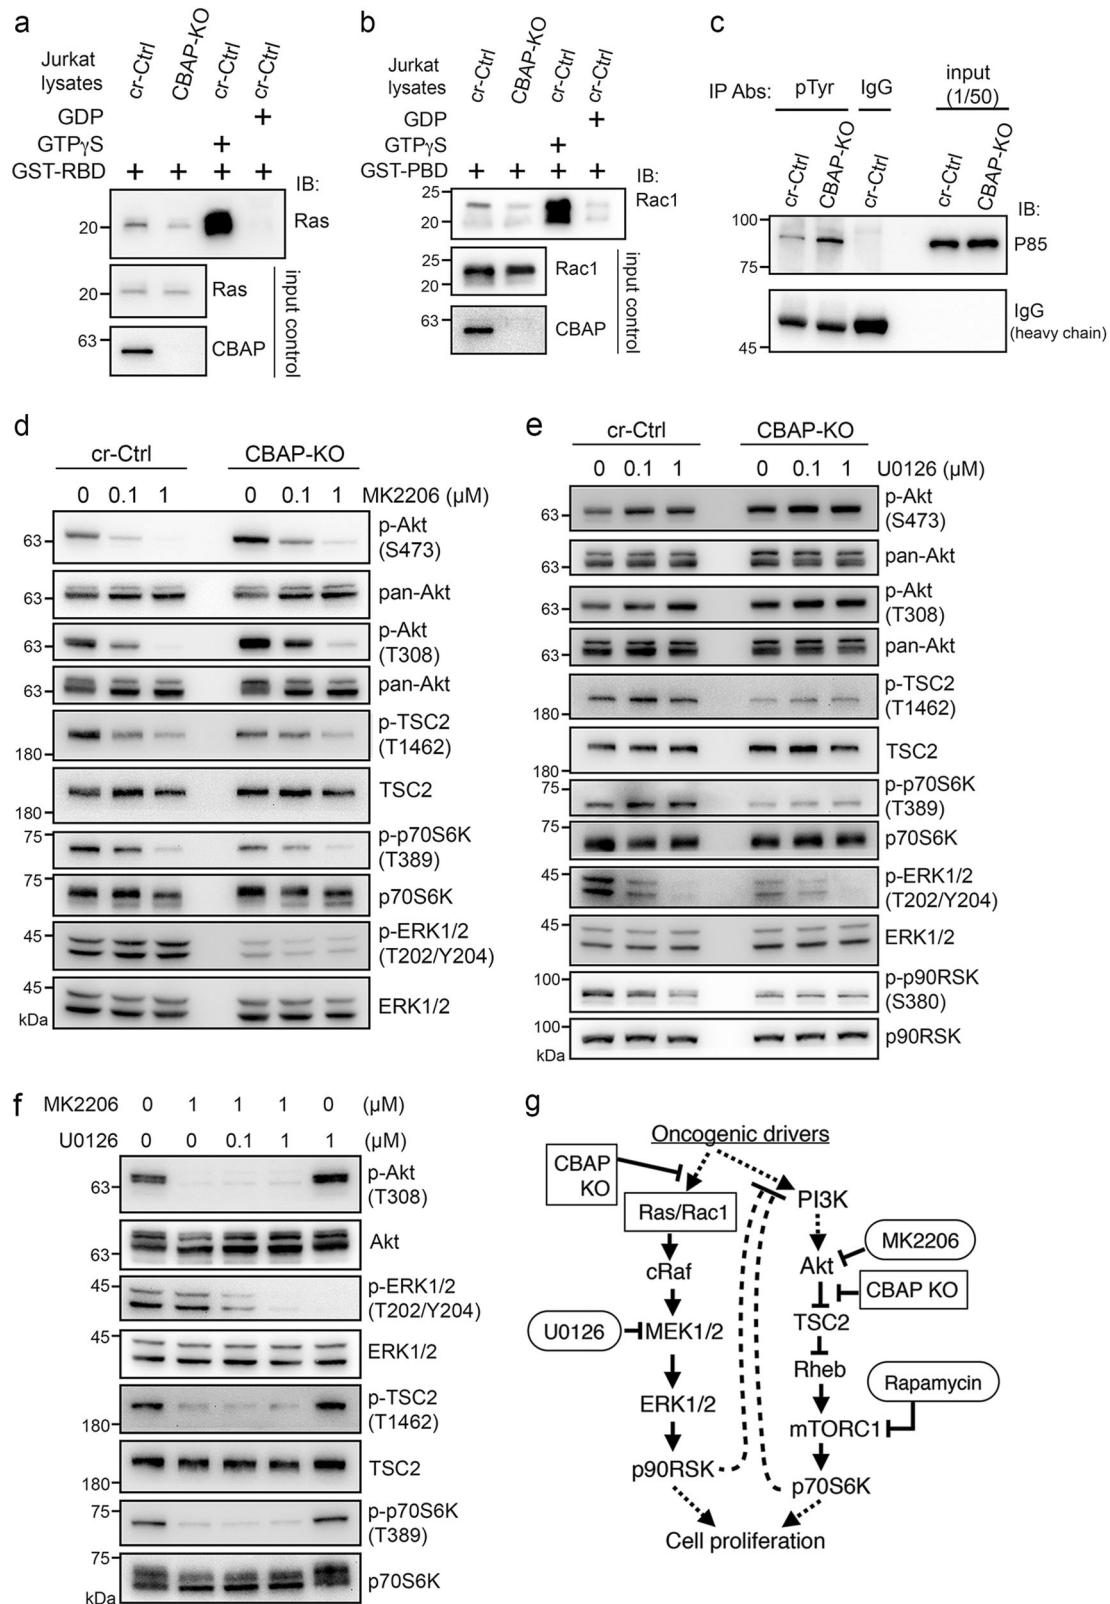 a
Jurkat lysates
cr-Ctrl CBAP-KO cr-Ctrl cr-Ctrl
GDP +
GTPγS +
GST-RBD + + + +
IB:
20 Ras
20 Ras
63 CBAP
input control
b
Jurkat lysates
cr-Ctrl CBAP-KO cr-Ctrl cr-Ctrl
GDP +
GTPγS +
GST-PBD + + + +
IB:
25 Rac1
20
25 Rac1
20
63 CBAP
input control
c
input
IP Abs: pTyr IgG (1/50)
cr-Ctrl CBAP-KO cr-Ctrl cr-Ctrl CBAP-KO
IB:
100 P85
75
IgG
(heavy chain)
45
d
cr-Ctrl CBAP-KO
0 0.1 1 0 0.1 1 MK2206 (μM)
63 p-Akt
(S473)
63 pan-Akt
63 p-Akt
(T308)
63 pan-Akt
p-TSC2
180 (T1462)
TSC2
180
75 p-p70S6K
(T389)
75 p70S6K
45 p-ERK1/2
(T202/Y204)
45 ERK1/2
kDa
e
cr-Ctrl CBAP-KO
0 0.1 1 0 0.1 1 U0126 (μM)
63 p-Akt
(S473)
63 pan-Akt
63 p-Akt
(T308)
63 pan-Akt
p-TSC2
180 (T1462)
TSC2
180
75 p-p70S6K
(T389)
75 p70S6K
45 p-ERK1/2
(T202/Y204)
45 ERK1/2
100 p-p90RSK
(S380)
100 p90RSK
kDa
f
MK2206 0 1 1 1 0 (μM)
U0126 0 0 0.1 1 1 (μM)
63 p-Akt
(T308)
63 Akt
45 p-ERK1/2
(T202/Y204)
45 ERK1/2
p-TSC2
180 (T1462)
TSC2
180
75 p-p70S6K
(T389)
75 p70S6K
kDa
g
Oncogenic drivers
CBAP
KO
Ras/Rac1 PI3K
MK2206
cRaf Akt
CBAP KO
U0126 MEK1/2 TSC2
Rheb
Rapamycin
ERK1/2 mTORC1
p90RSK p70S6K
Cell proliferation